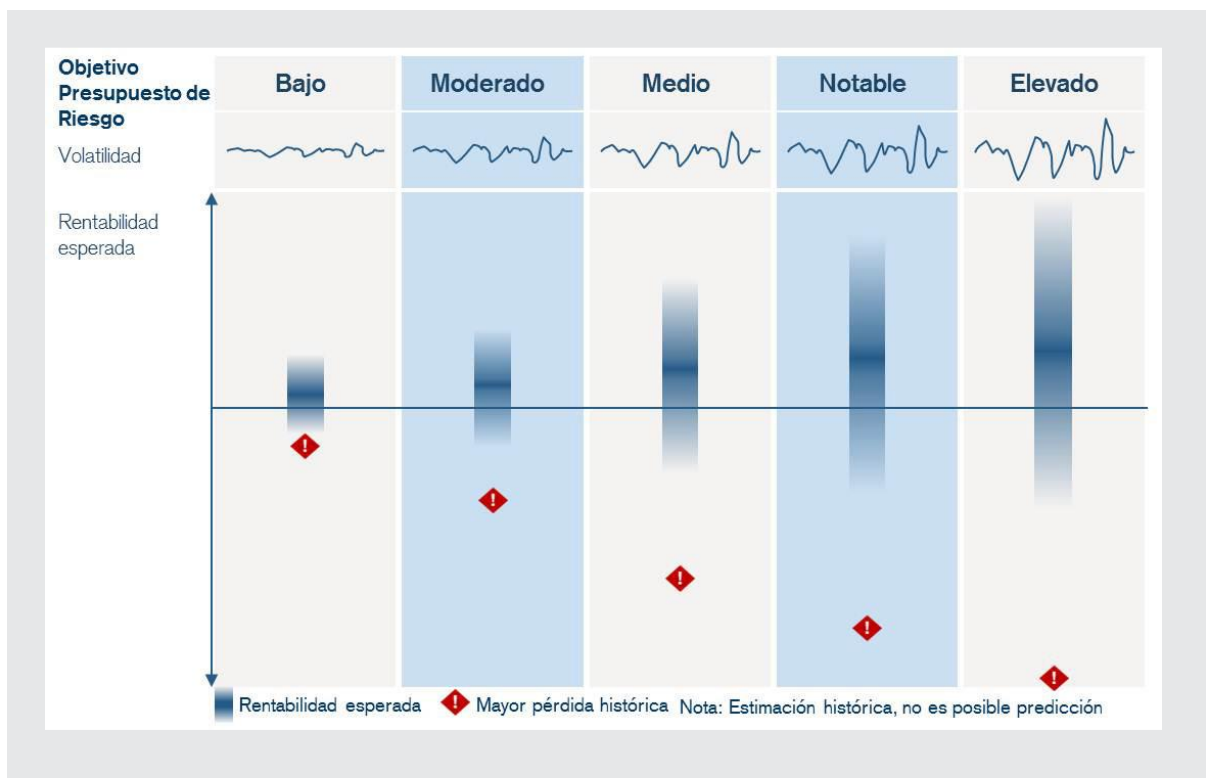 Objetivo
Presupuesto de
Riesgo
Bajo
Moderado
Medio
Notable
Elevado
Volatilidad
Rentabilidad
esperada
Rentabilidad esperada
Mayor pérdida histórica
Nota: Estimación histórica, no es posible predicción